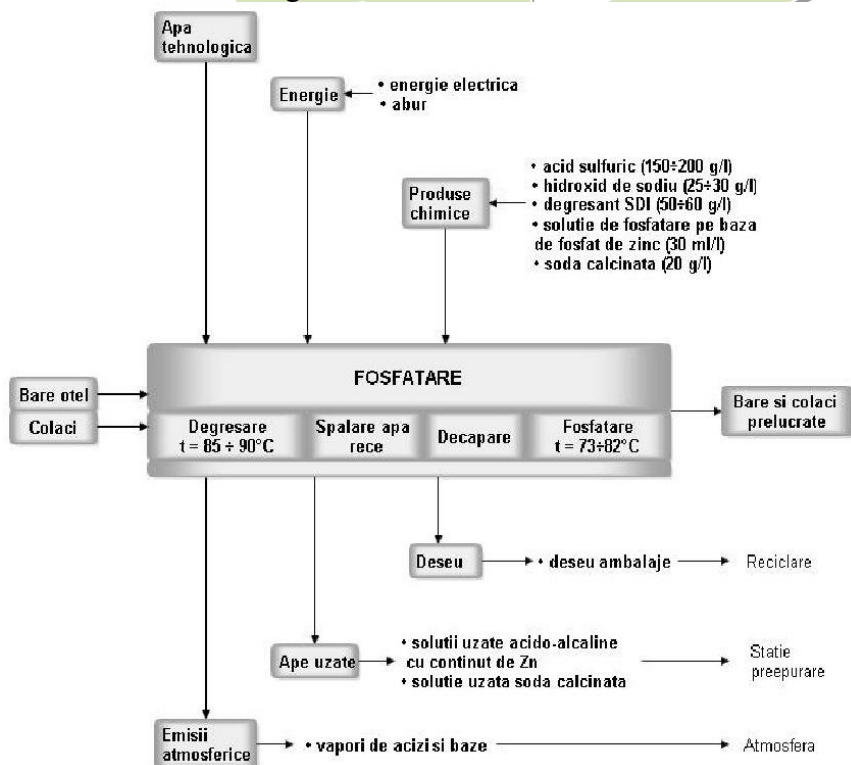 Apa
tehnologica
Energie
• energie electrica
• abur
Produse
chimice
• acid sulfuric (150÷200 g/l)
• hidroxid de sodiu (25÷30 g/l)
• degresant SDI (50÷60 g/l)
• solutie de fosfatare pe baza
de fosfat de zinc (30 ml/l)
• soda calcinata (20 g/l)
FOSFATARE
Bare otel
Colaci
Degresare
t = 85 ÷ 90°C
Spalare apa
rece
Decapare
Fosfatare
t = 73÷82°C
Bare si colaci
prelucrate
Deseu
• deseu ambalaje
Reciclare
Ape uzate
• solutii uzate acido-alcaline
cu continut de Zn
• solutie uzata soda calcinata
Statie
preepurare
Emisii
atmosferice
• vapori de acizi si baze
Atmosfera